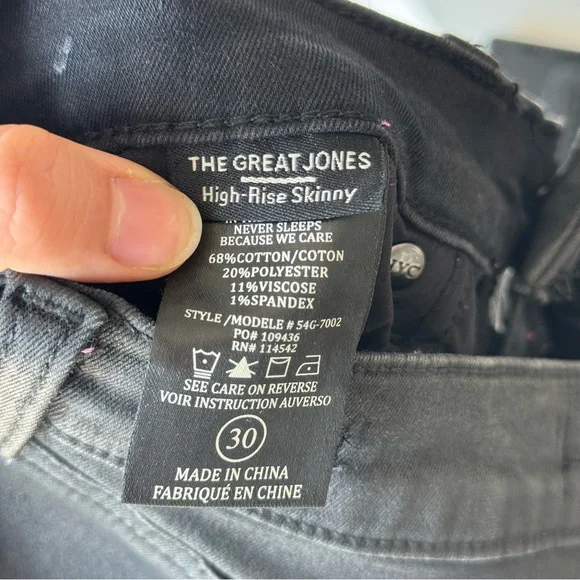 THE GREAT JONES
High-Rise Skinny
NEVER SLEEPS
BECAUSE WE CARE
68%COTTON/COTON
20%POLYESTER
11%VISCOSE
1%SPANDEX
STYLE /MODELE # 54G-7002
PO# 109436
RN# 114542
SEE CARE ON REVERSE
VOIR INSTRUCTION AUVERSO
30
MADE IN CHINA
FABRIQUÉ EN CHINE
NYC